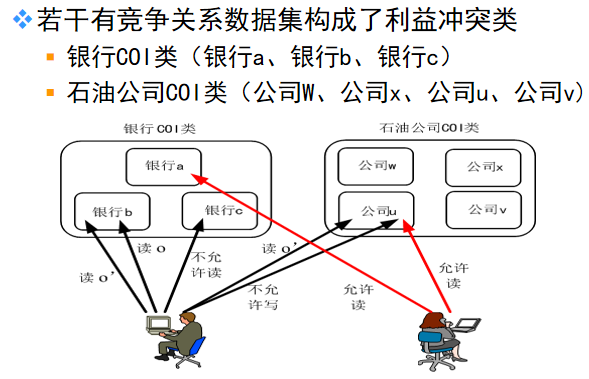 若干有竞争关系数据集构成了利益冲突类
银行COI类（银行a、银行b、银行c）
石油公司COI类（公司W、公司x、公司u、公司v)
银行COI类
石油公司COI类
银行a
公司w
公司x
银行b
银行c
公司u
公司v
读 o'
读 o
不允
许读
读 o'
不允
许写
允许
读
允许
读